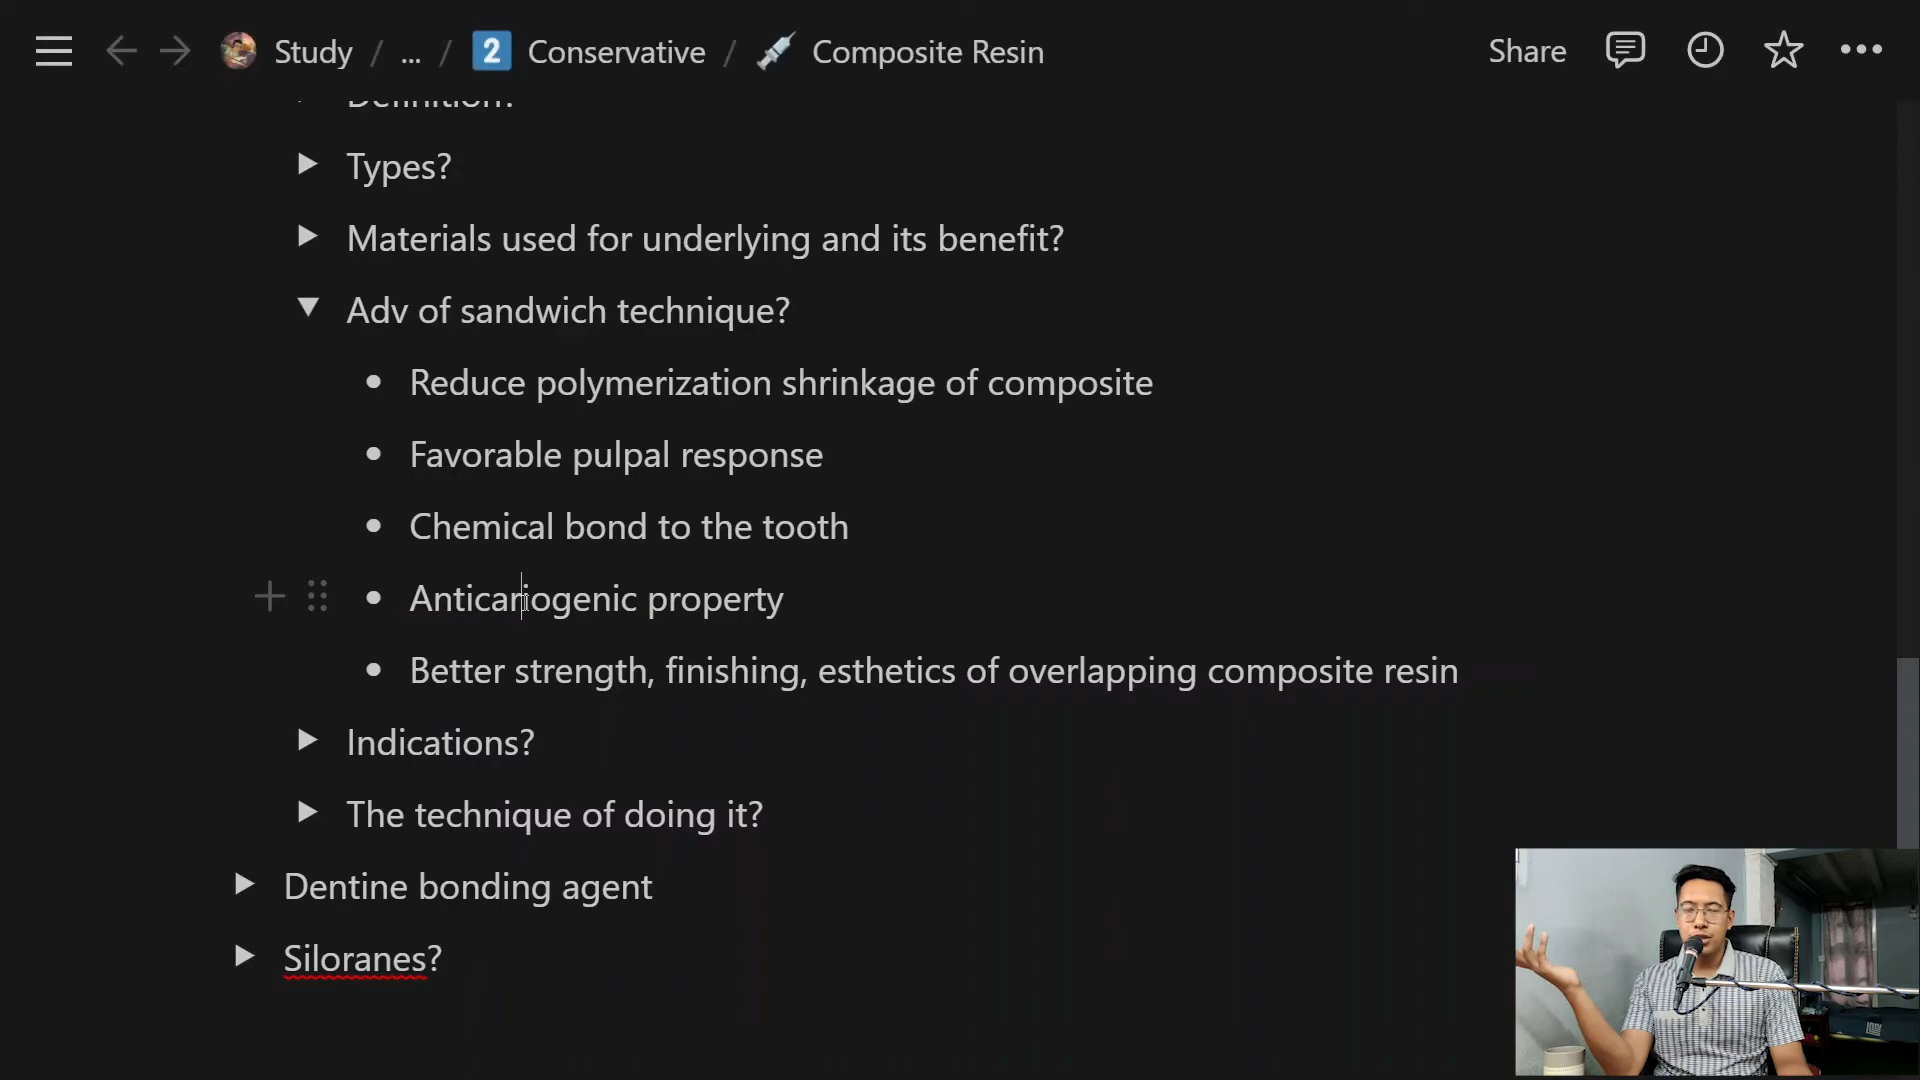 Study / ... / 2 Conservative / Composite Resin Share
Definition?
Types?
Materials used for underlying and its benefit?
Adv of sandwich technique?
Reduce polymerization shrinkage of composite
Favorable pulpal response
Chemical bond to the tooth
Anticariogenic property
Better strength, finishing, esthetics of overlapping composite resin
Indications?
The technique of doing it?
Dentine bonding agent
Siloranes?